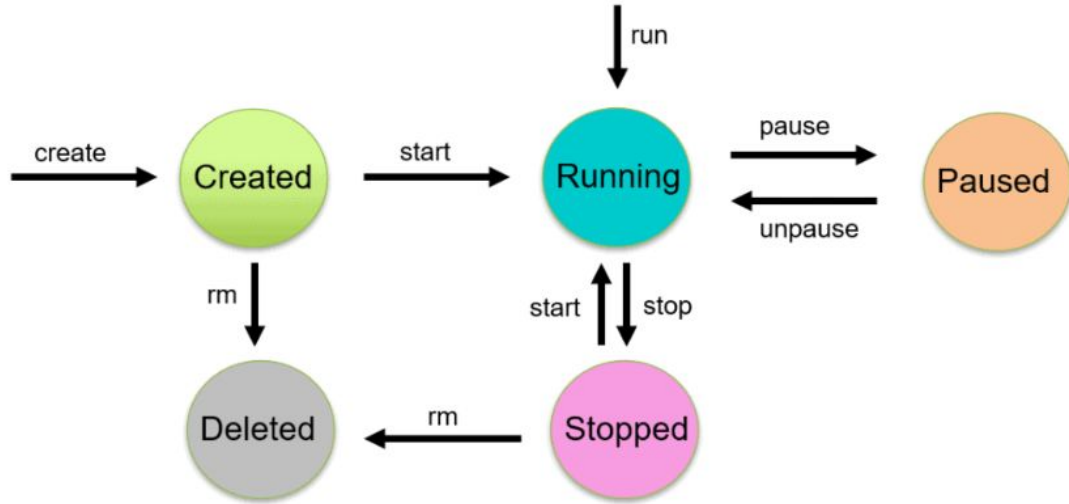 run
create
Created
start
Running
pause
unpause
Paused
rm
start
stop
Deleted
rm
Stopped